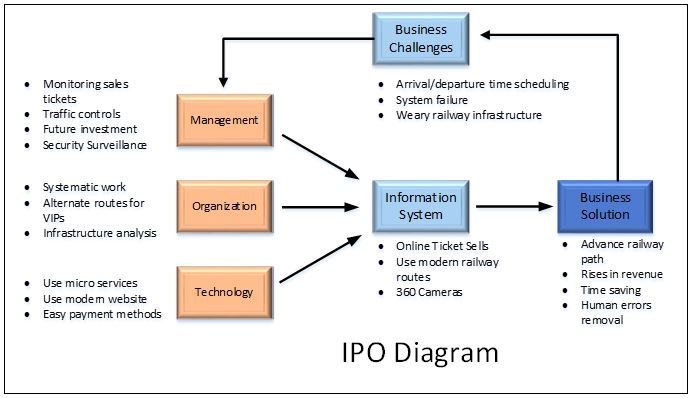 Business
Challenges
• Arrival/departure time scheduling
• System failure
• Weary railway infrastructure
• Monitoring sales
tickets
• Traffic controls
• Future investment
• Security Surveillance
Management
• Systematic work
• Alternate routes for
VIPs
• Infrastructure analysis
Organization
Information
System
Business
Solution
• Online Ticket Sells
• Use modern railway
routes
• 360 Cameras
• Advance railway
path
• Rises in revenue
• Time saving
• Human errors
removal
• Use micro services
• Use modern website
• Easy payment methods
Technology
IPO Diagram